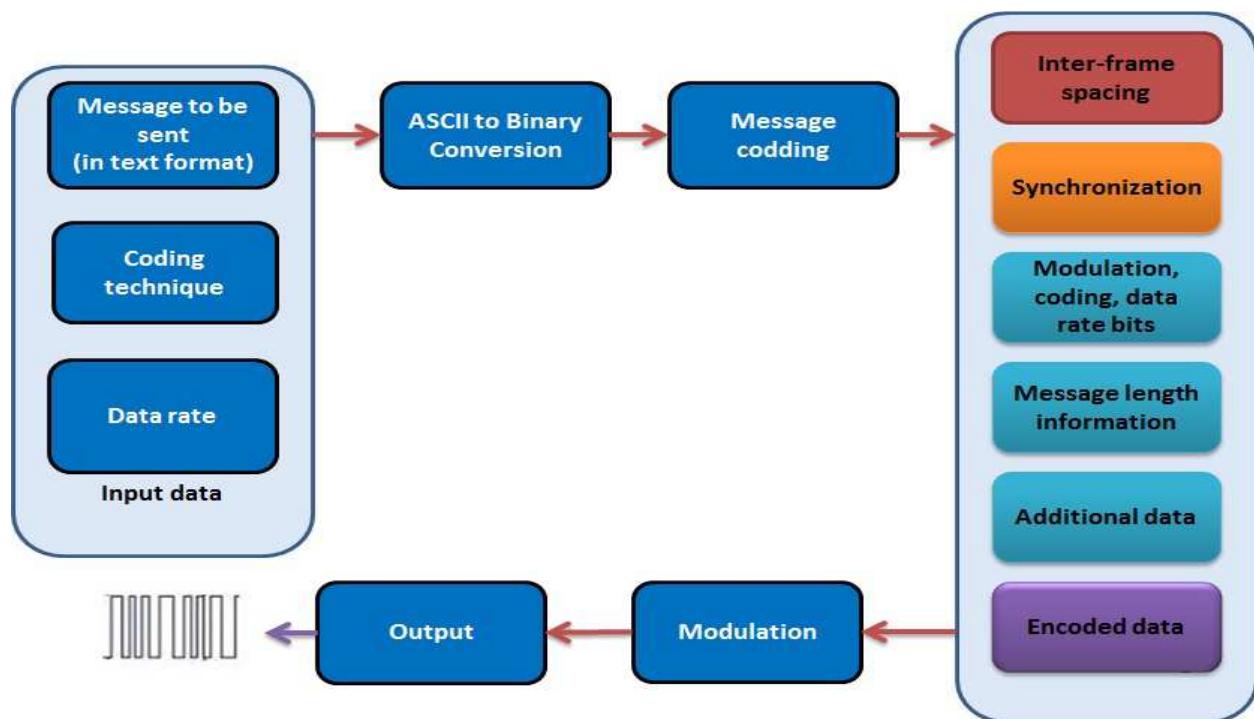 Message to be
sent
(in text format)
Coding
technique
Data rate
Input data
ASCII to Binary
Conversion
Message
codding
Inter-frame
spacing
Synchronization
Modulation,
coding, data
rate bits
Message length
information
Additional data
Encoded data
Modulation
Output